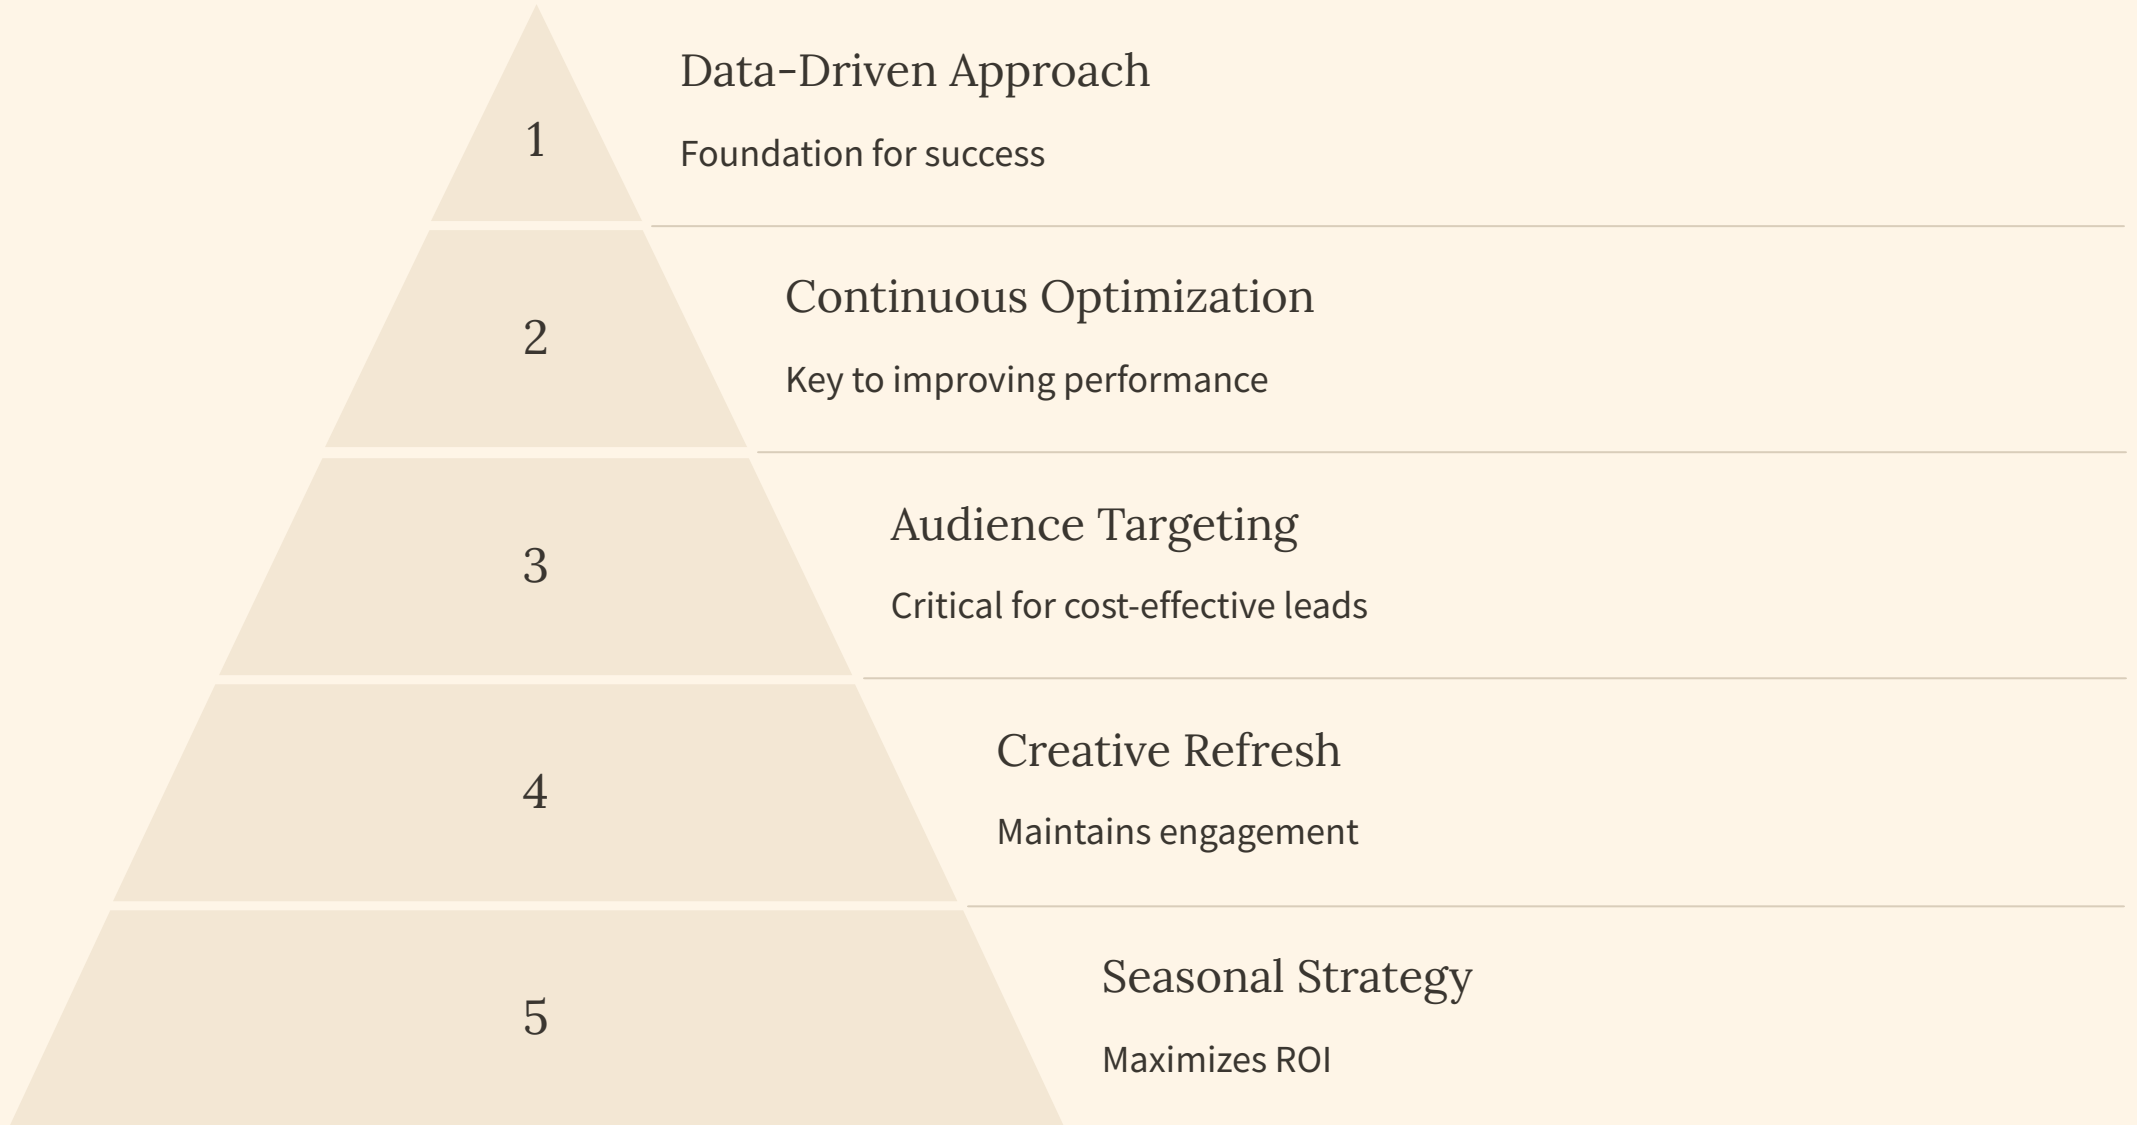 1
Data-Driven Approach
Foundation for success
2
Continuous Optimization
Key to improving performance
3
Audience Targeting
Critical for cost-effective leads
4
Creative Refresh
Maintains engagement
5
Seasonal Strategy
Maximizes ROI